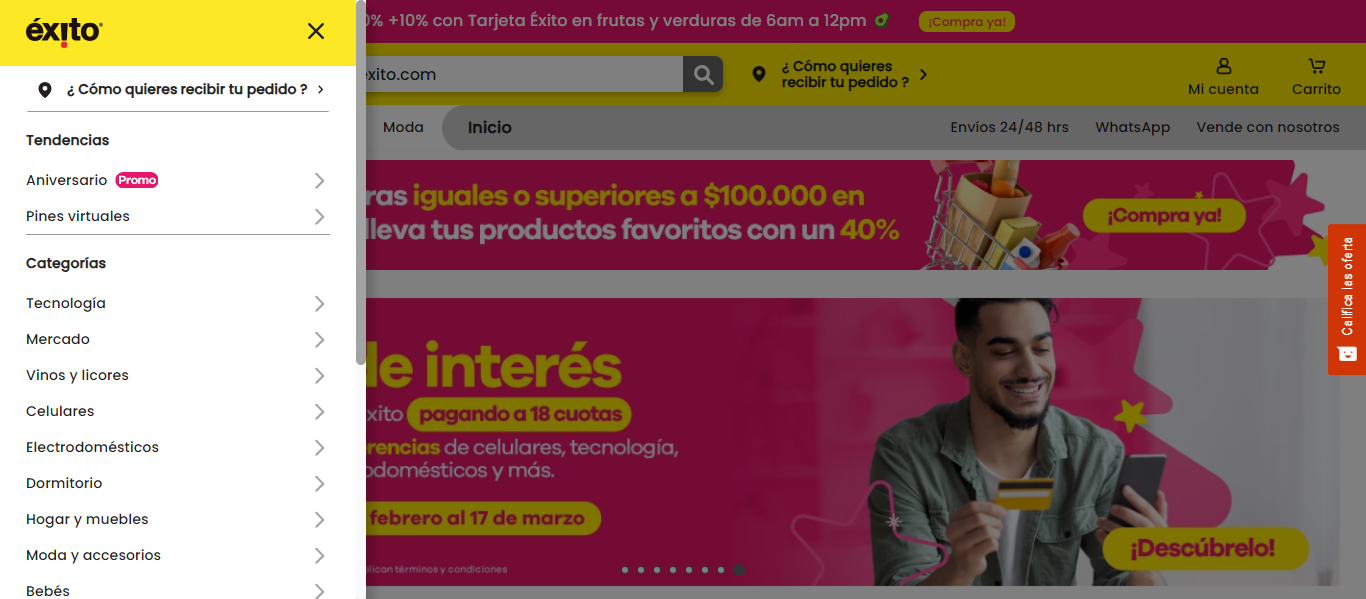 éxito
¿ Cómo quieres recibir tu pedido ?
Tendencias
Aniversario Promo
Pines virtuales
Categorías
Tecnología
Mercado
Vinos y licores
Celulares
Electrodomésticos
Dormitorio
Hogar y muebles
Moda y accesorios
Bebés
0% +10% con Tarjeta Éxito en frutas y verduras de 6am a 12pm
¡Compra ya!
exito.com
¿ Cómo quieres
recibir tu pedido ?
Mi cuenta
Carrito
Moda
Inicio
Envíos 24/48 hrs
WhatsApp
Vende con nosotros
ras iguales o superiores a $100.000 en
lleva tus productos favoritos con un 40%
¡Compra ya!
Califica las oferta
de interés
xito pagando a 18 cuotas
rencias de celulares, tecnología,
odomésticos y más.
febrero al 17 de marzo
plican términos y condiciones
¡Descúbrelo!